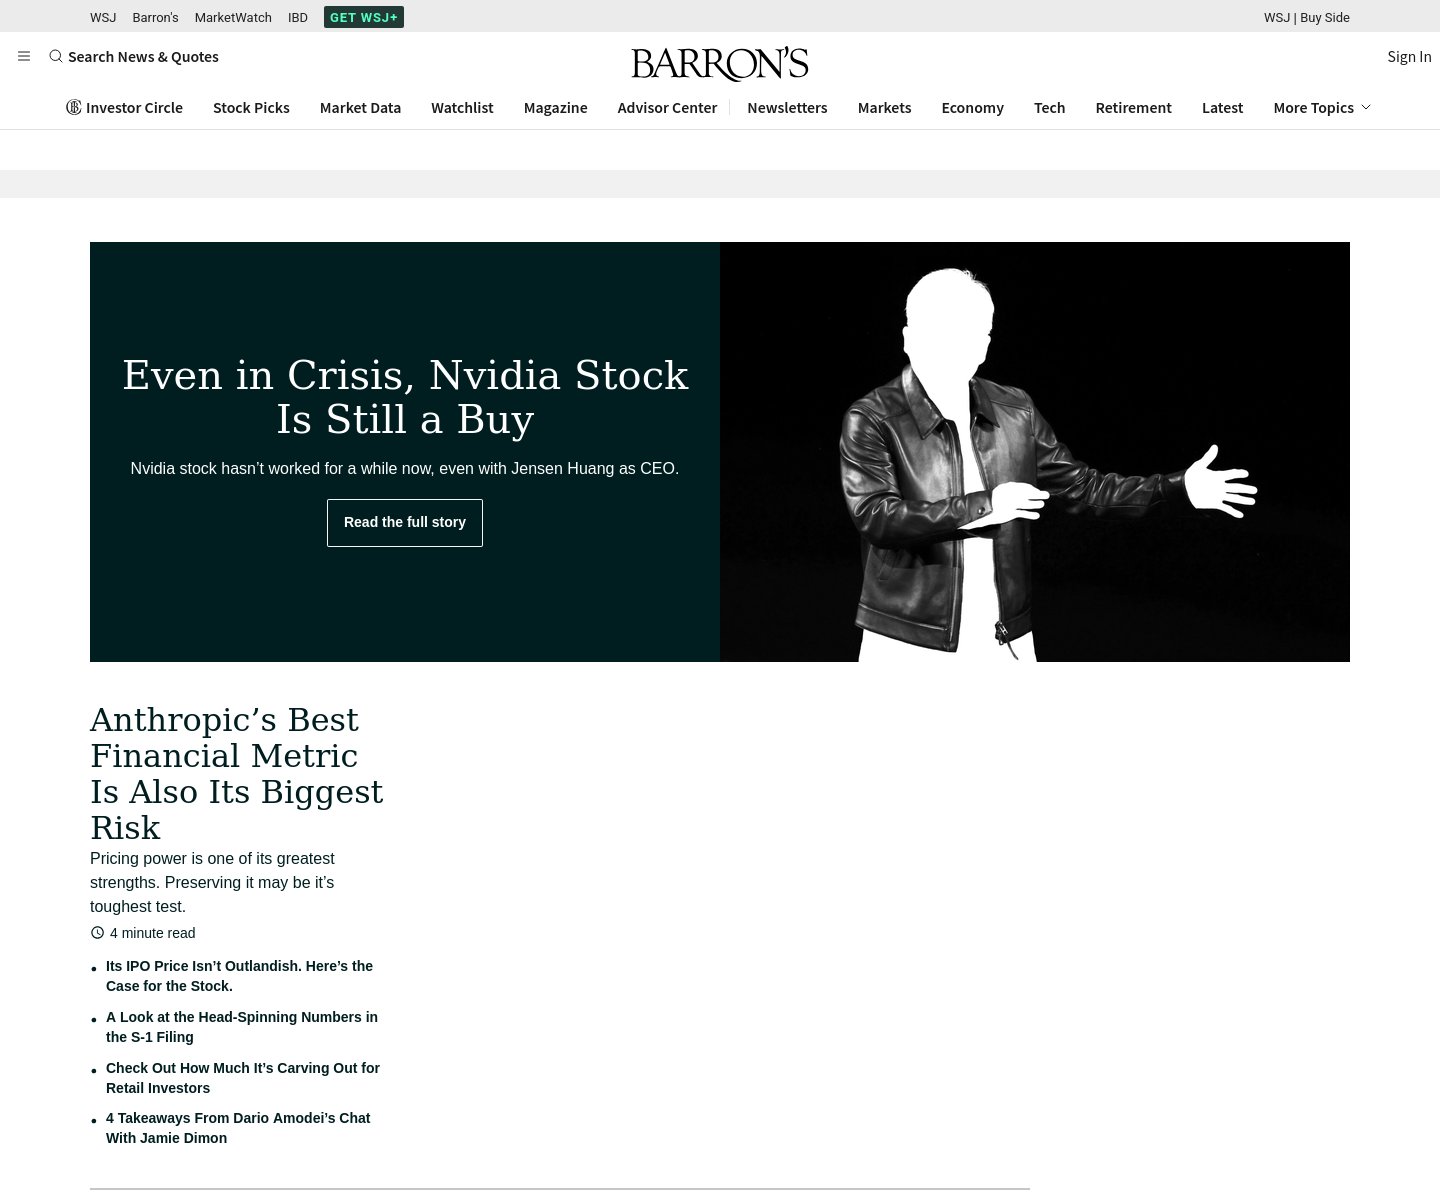 WSJ Barron's MarketWatch IBD GET WSJ+ WSJ | Buy Side
Search News & Quotes BARRON'S Sign In
Investor Circle Stock Picks Market Data Watchlist Magazine Advisor Center Newsletters Markets Economy Tech Retirement Latest More Topics
Even in Crisis, Nvidia Stock
Is Still a Buy
Nvidia stock hasn’t worked for a while now, even with Jensen Huang as CEO.
Read the full story
Anthropic’s Best
Financial Metric
Is Also Its Biggest
Risk
Pricing power is one of its greatest
strengths. Preserving it may be it’s
toughest test.
4 minute read
• Its IPO Price Isn’t Outlandish. Here’s the
Case for the Stock.
• A Look at the Head-Spinning Numbers in
the S-1 Filing
• Check Out How Much It’s Carving Out for
Retail Investors
• 4 Takeaways From Dario Amodei’s Chat
With Jamie Dimon